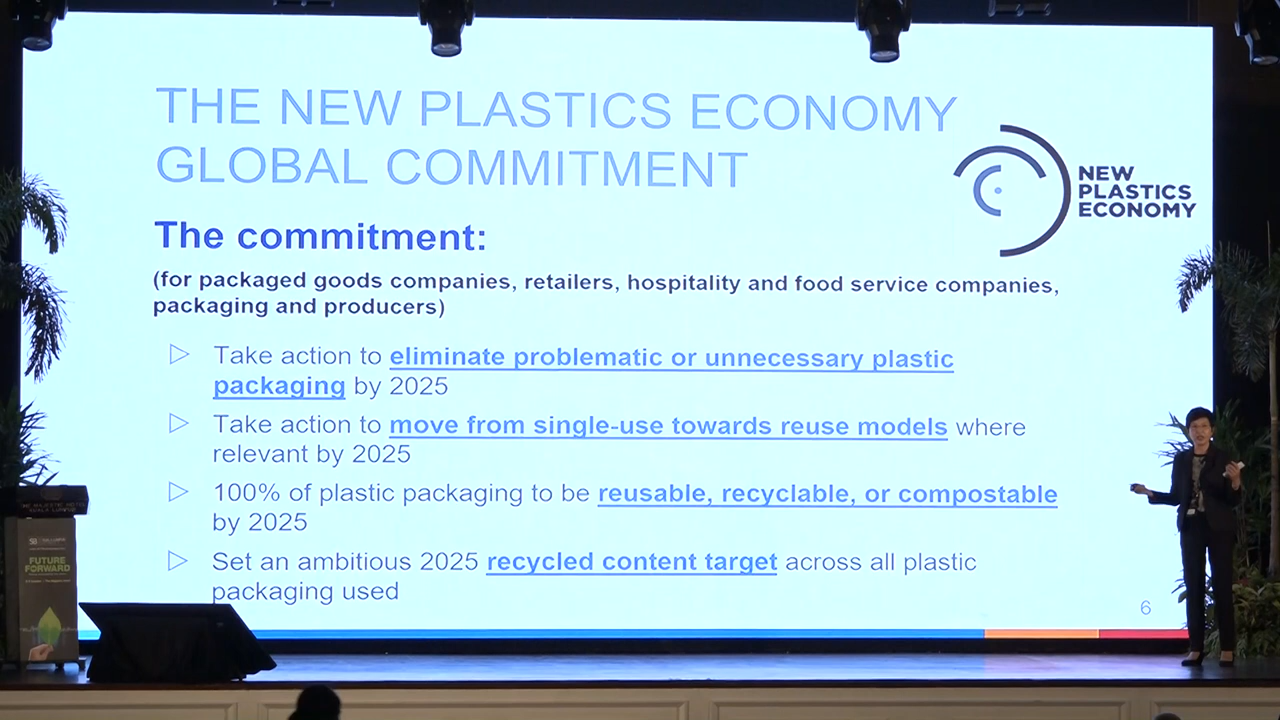 THE NEW PLASTICS ECONOMY
GLOBAL COMMITMENT
NEW
PLASTICS
ECONOMY
The commitment:
(for packaged goods companies, retailers, hospitality and food service companies,
packaging and producers)
Take action to eliminate problematic or unnecessary plastic
packaging by 2025
Take action to move from single-use towards reuse models where
relevant by 2025
100% of plastic packaging to be reusable, recyclable, or compostable
by 2025
Set an ambitious 2025 recycled content target across all plastic
packaging used
6
FUTURE
FORWARD